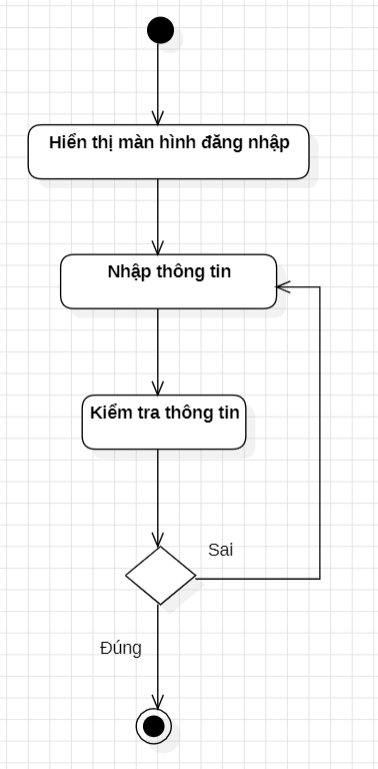 Hiển thị màn hình đăng nhập
Nhập thông tin
Kiểm tra thông tin
Sai
Đúng